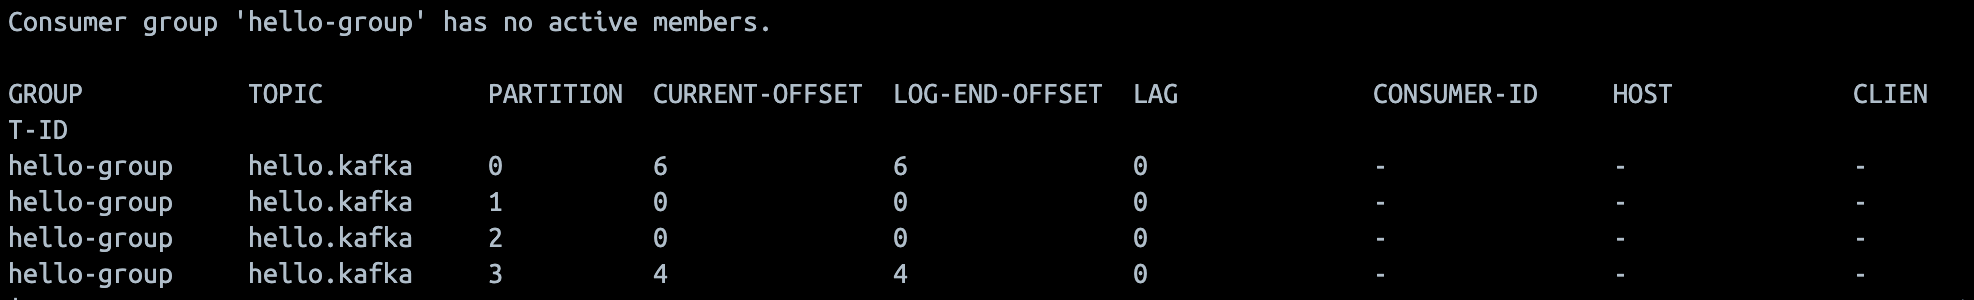 Consumer group 'hello-group' has no active members.
GROUP TOPIC PARTITION CURRENT-OFFSET LOG-END-OFFSET LAG CONSUMER-ID HOST CLIEN
T-ID
hello-group hello.kafka 0 6 6 0 - - -
hello-group hello.kafka 1 0 0 0 - - -
hello-group hello.kafka 2 0 0 0 - - -
hello-group hello.kafka 3 4 4 0 - - -